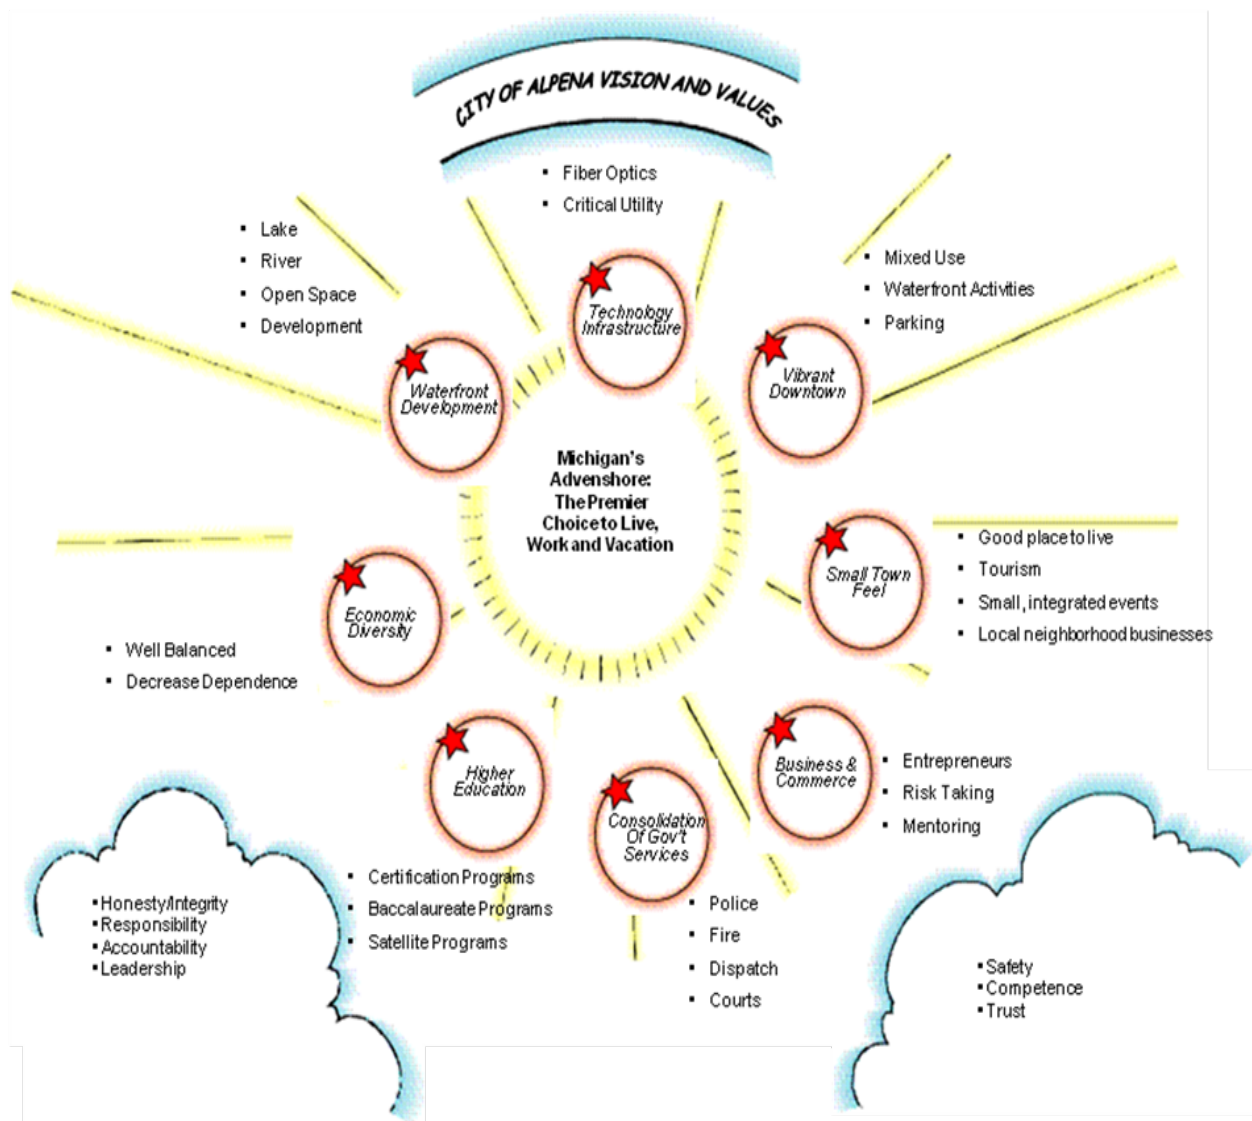 CITY OF ALPENA VISION AND VALUES
▪ Fiber Optics
▪ Critical Utility
Technology
Infrastructure
▪ Lake
▪ River
▪ Open Space
▪ Development
Waterfront
Development
▪ Mixed Use
▪ Waterfront Activities
▪ Parking
Vibrant
Downtown
Michigan's
Advenshore:
The Premier
Choice to Live,
Work and Vacation
Small Town
Feel
▪ Good place to live
▪ Tourism
▪ Small, integrated events
▪ Local neighborhood businesses
Economic
Diversity
▪ Well Balanced
▪ Decrease Dependence
Higher
Education
▪ Certification Programs
▪ Baccalaureate Programs
▪ Satellite Programs
Consolidation
Of Gov't
Services
▪ Police
▪ Fire
▪ Dispatch
▪ Courts
Business &
Commerce
▪ Entrepreneurs
▪ Risk Taking
▪ Mentoring
▪ Honesty/Integrity
▪ Responsibility
▪ Accountability
▪ Leadership
▪ Safety
▪ Competence
▪ Trust